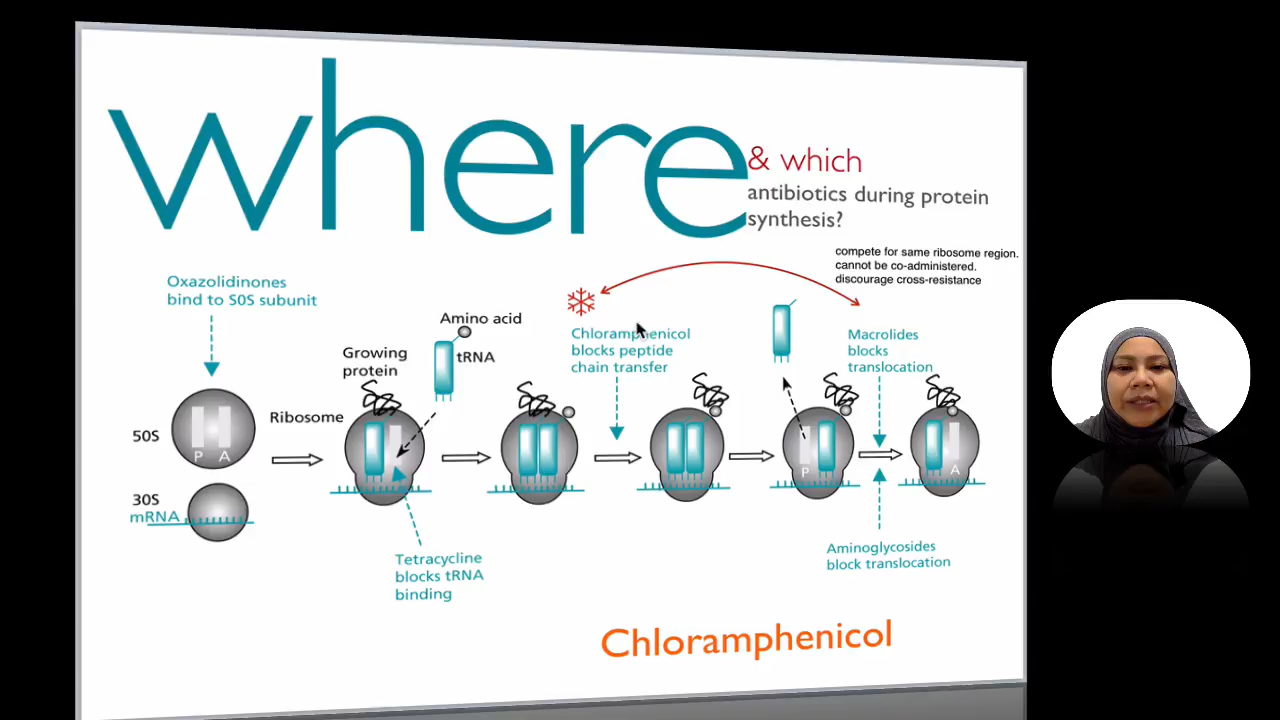 where
& which
antibiotics during protein
synthesis?
compete for same ribosome region.
cannot be co-administered.
discourage cross-resistance
Oxazolidinones
bind to S0S subunit
Amino acid
tRNA
Growing
protein
Chloramphenicol
blocks peptide
chain transfer
Macrolides
blocks
translocation
Ribosome
50S
P A
P
A
30S
mRNA
Tetracycline
blocks tRNA
binding
Aminoglycosides
block translocation
Chloramphenicol